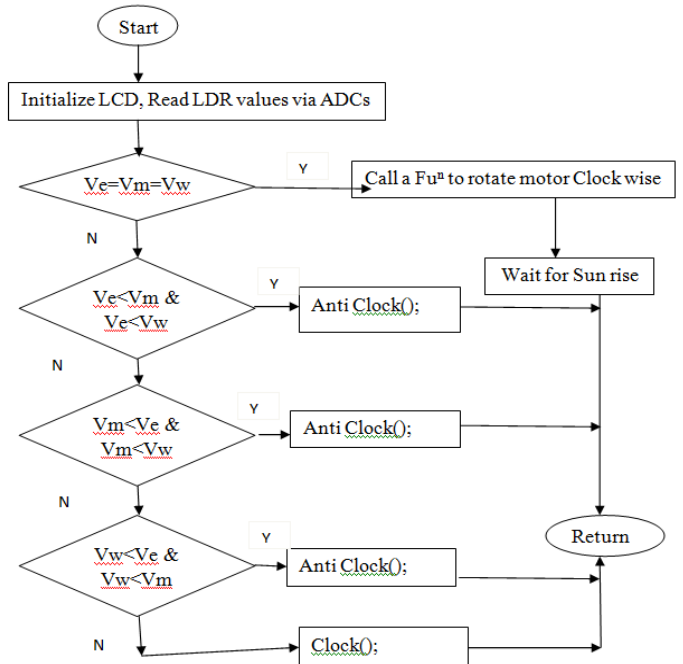 Start
Initialize LCD, Read LDR values via ADCs
Ve=Vm=Vw
Y
Call a Fuⁿ to rotate motor Clock wise
N
Wait for Sun rise
Ve<Vm &
Ve<Vw
Y
Anti Clock();
N
Vm<Ve &
Vm<Vw
Y
Anti Clock();
N
Vw<Ve &
Vw<Vm
Y
Anti Clock();
Return
N
Clock();